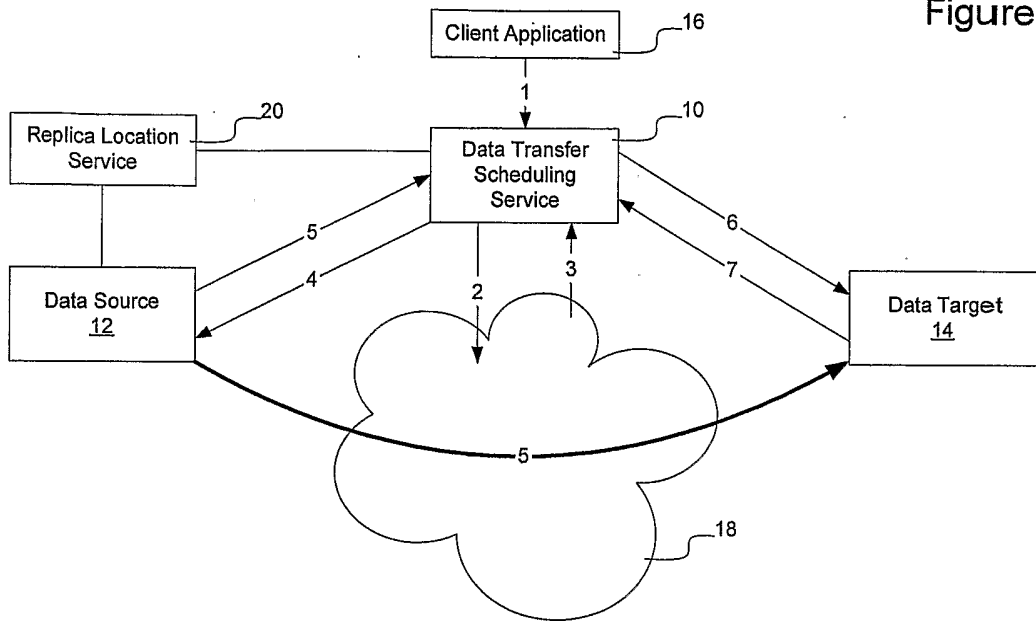 Figure
Client Application
16
1
20
10
Replica Location
Service
Data Transfer
Scheduling
Service
5
6
4
7
2
3
Data Source
12
Data Target
14
5
18